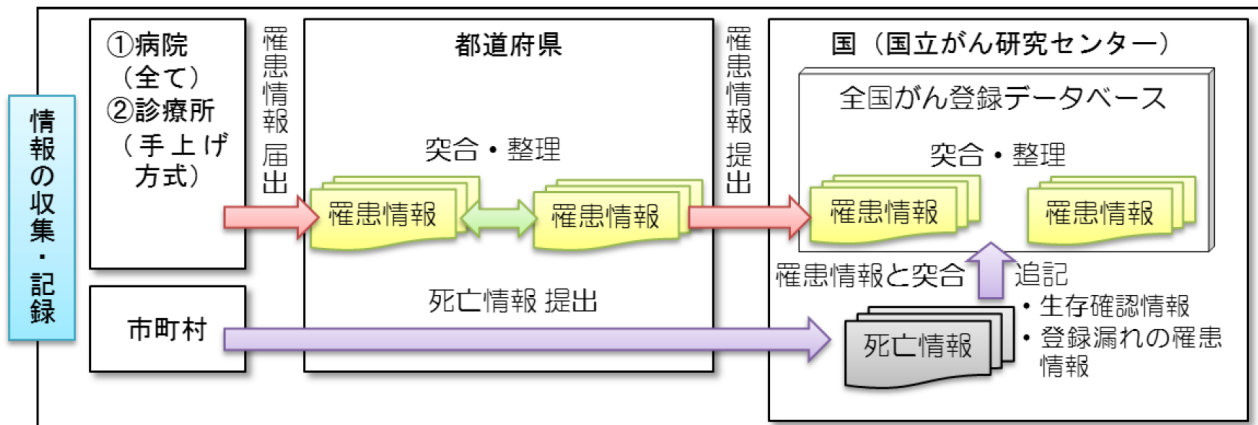 情報の収集・記録
①病院
(全て)
②診療所
(手上げ
方式)
罹患情報 届出
都道府県
突合・整理
罹患情報
罹患情報
罹患情報 提出
国（国立がん研究センター）
全国がん登録データベース
突合・整理
罹患情報
罹患情報
罹患情報と突合
追記
・生存確認情報
・登録漏れの罹患
情報
市町村
死亡情報 提出
死亡情報